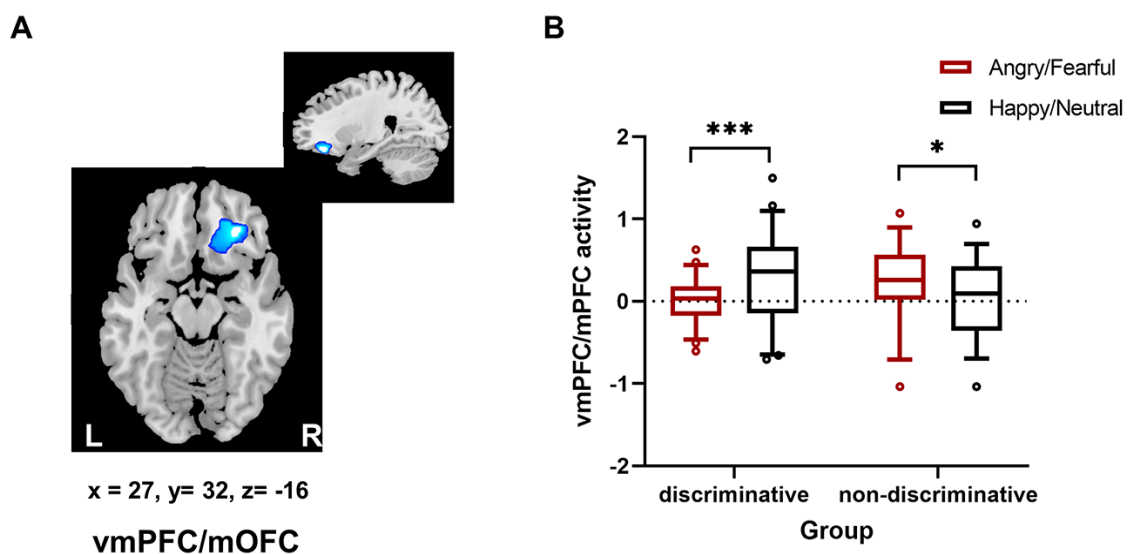 A
L
R
x = 27, y= 32, z= -16
vmPFC/mOFC
B
Angry/Fearful
Happy/Neutral
vmPFC/mPFC activity
2
1
0
-1
-2
***
*
discriminative
non-discriminative
Group